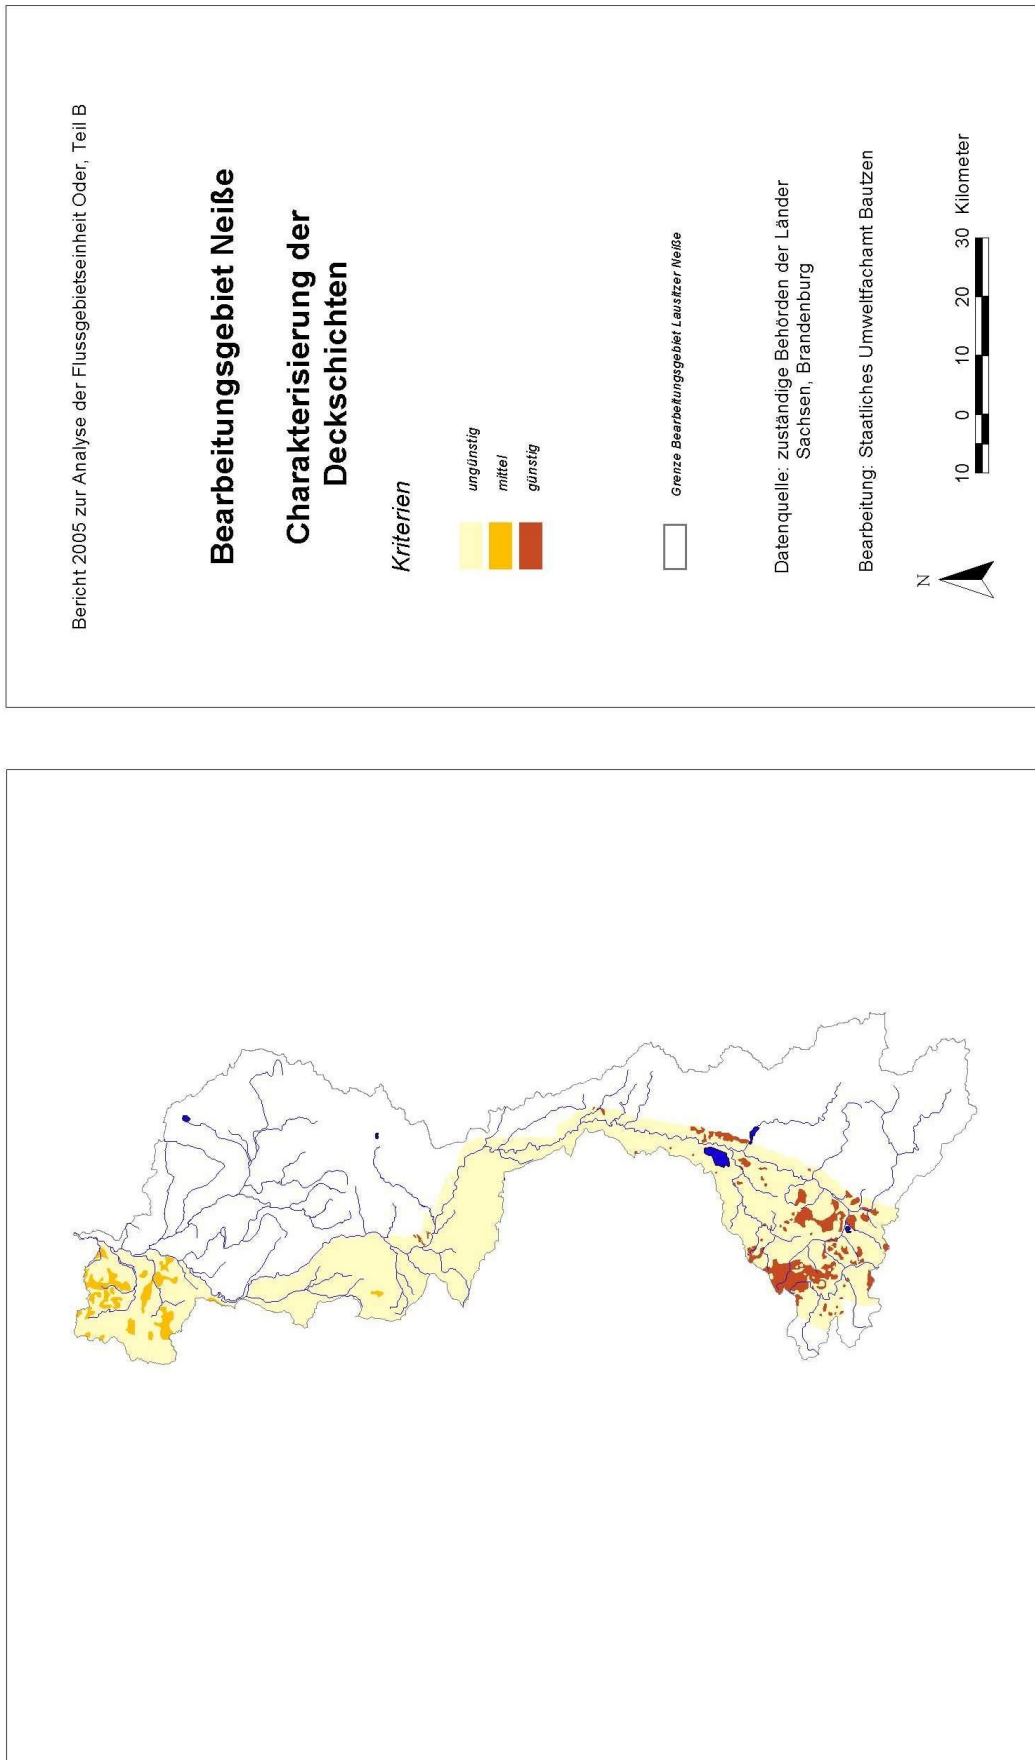 Bericht 2005 zur Analyse der Flussgebietseinheit Oder, Teil B
Bearbeitungsgebiet Neiße
Charakterisierung der
Deckschichten
Kriterien
ungünstig
mittel
günstig
Grenze Bearbeitungsgebiet Lausitzer Neiße
Datenquelle: zuständige Behörden der Länder
Sachsen, Brandenburg
Bearbeitung: Staatliches Umweltfachamt Bautzen
N
10 0 10 20 30 Kilometer